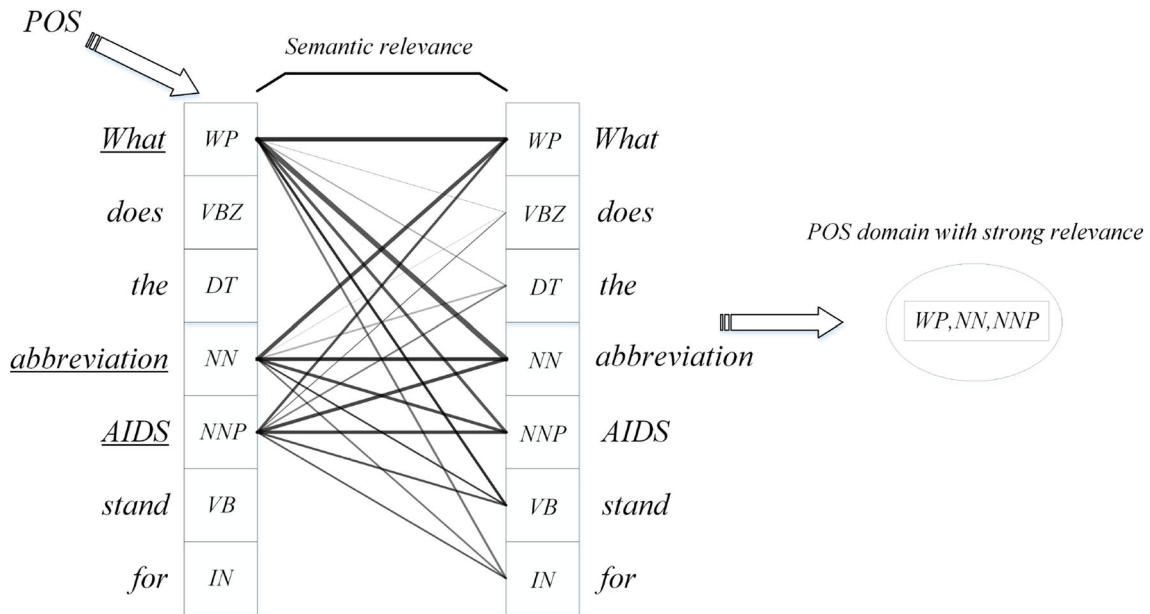 POS
Semantic relevance
What WP WP What
does VBZ VBZ does
POS domain with strong relevance
the DT DT the
WP,NN,NNP
abbreviation NN NN abbreviation
AIDS NNP NNP AIDS
stand VB VB stand
for IN IN for